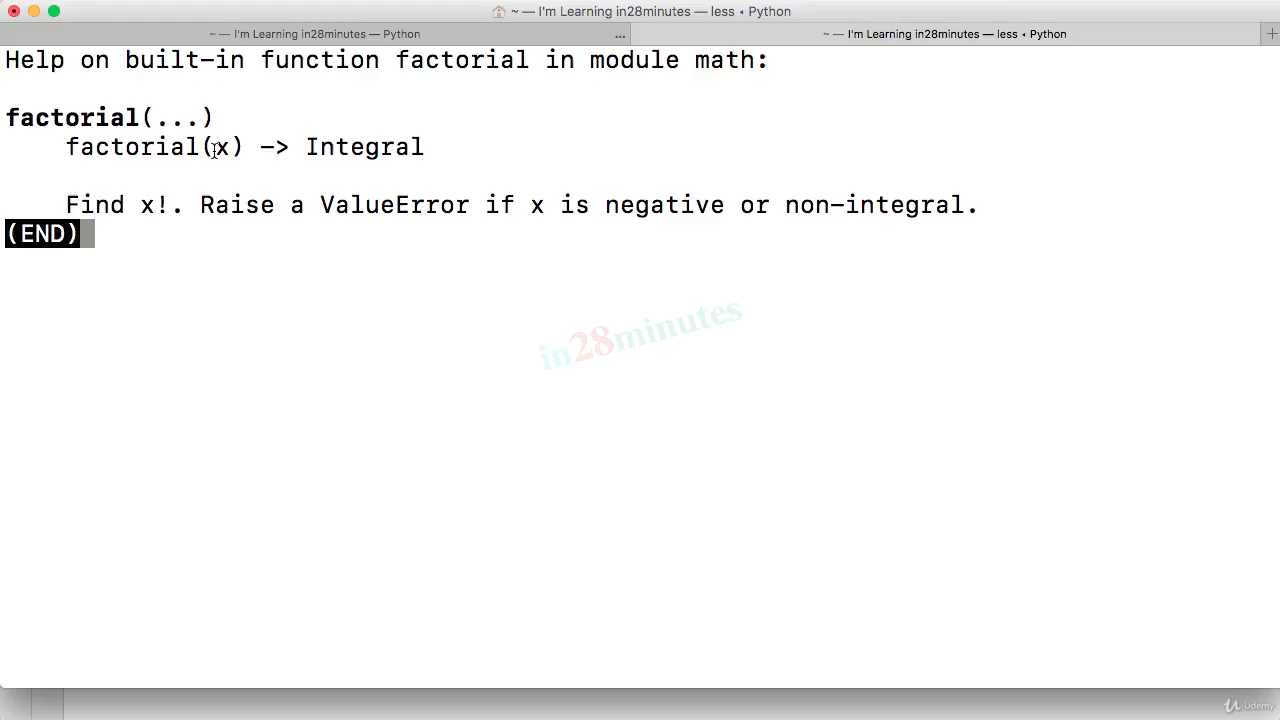 ~ — I'm Learning in28minutes — less ◂ Python
~ — I'm Learning in28minutes — Python
...
~ — I'm Learning in28minutes — less ◂ Python
+
Help on built-in function factorial in module math:
factorial(...)
factorial(x) -> Integral
Find x!. Raise a ValueError if x is negative or non-integral.
(END)
in28minutes
Udemy